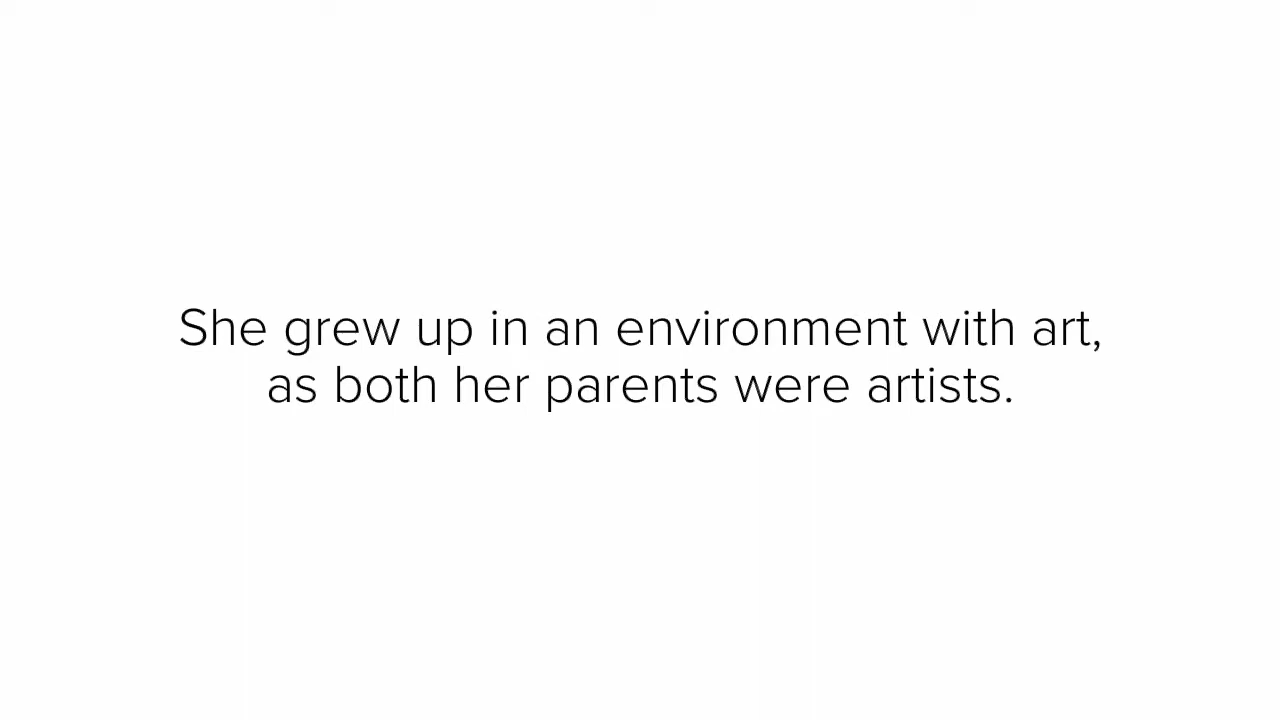 She grew up in an environment with art,
as both her parents were artists.